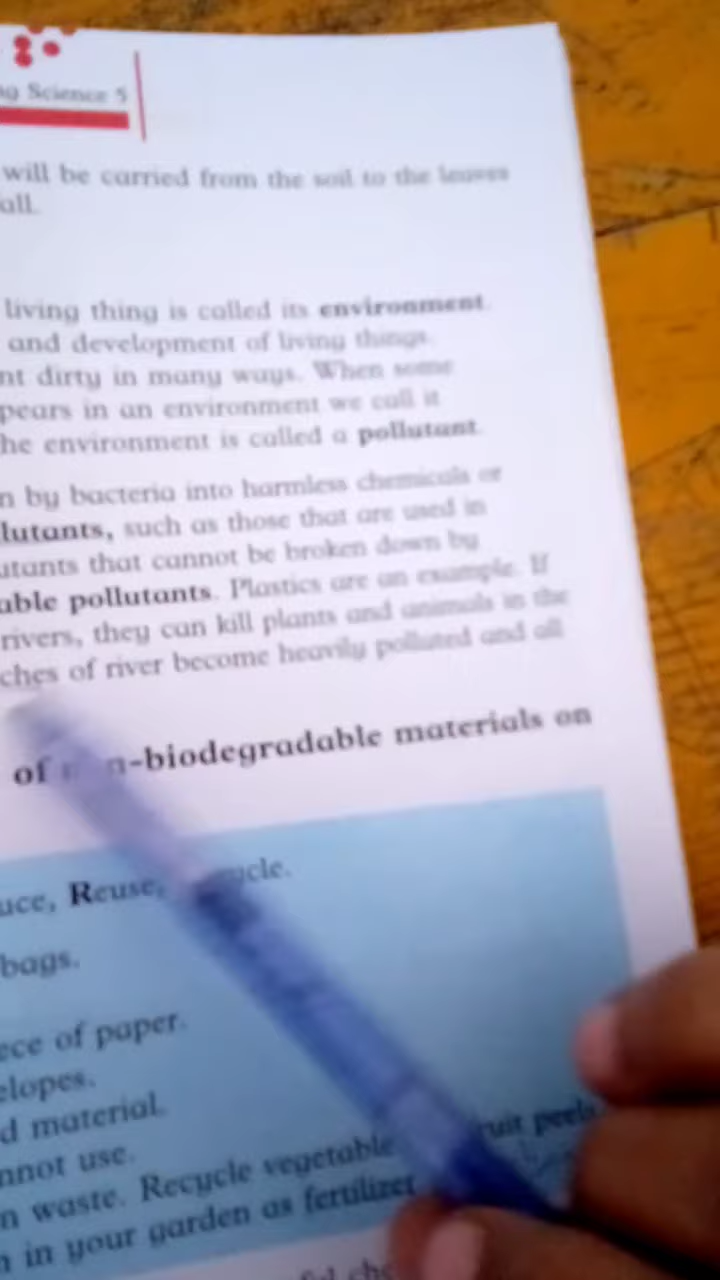 Science 5
will be carried from the soil to the leaves
all.
living thing is called its environment.
and development of living things.
nt dirty in many ways. When some
pears in an environment we call it
he environment is called a pollutant.
n by bacteria into harmless chemicals or
lutants, such as those that are used in
utants that cannot be broken down by
able pollutants. Plastics are an example. If
rivers, they can kill plants and animals in the
ches of river become heavily polluted and all
of n-biodegradable materials on
uce, Reuse, cycle.
bags.
ece of paper.
elopes.
d material.
nnot use.
n waste. Recycle vegetable fruit peels
in your garden as fertilizer